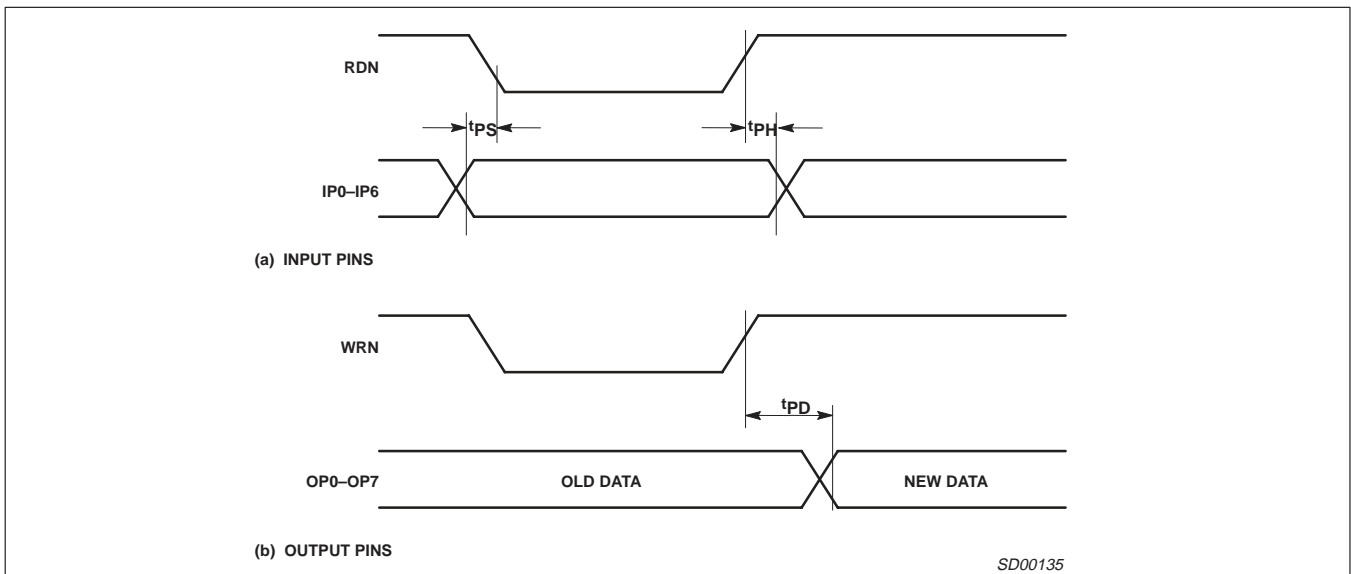 RDN
tPS
tPH
IP0–IP6
(a) INPUT PINS
WRN
tPD
OP0–OP7 OLD DATA NEW DATA
(b) OUTPUT PINS
SD00135